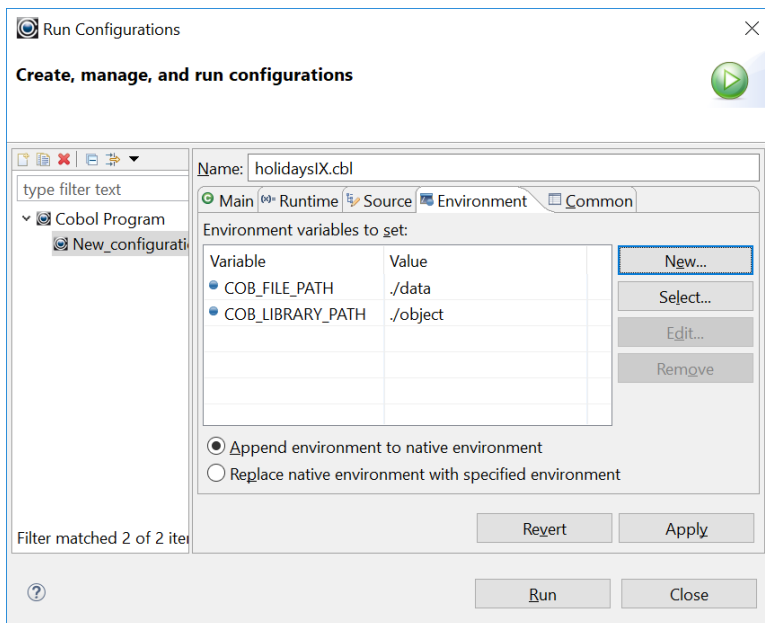 Run Configurations
Create, manage, and run configurations
Name: holidaysIX.cbl
type filter text
Main Runtime Source Environment Common
Cobol Program
New_configurati
Environment variables to set:
Variable Value
COB_FILE_PATH ./data
COB_LIBRARY_PATH ./object
New...
Select...
Edit...
Remove
Append environment to native environment
Replace native environment with specified environment
Filter matched 2 of 2 iter
Revert Apply
? Run Close